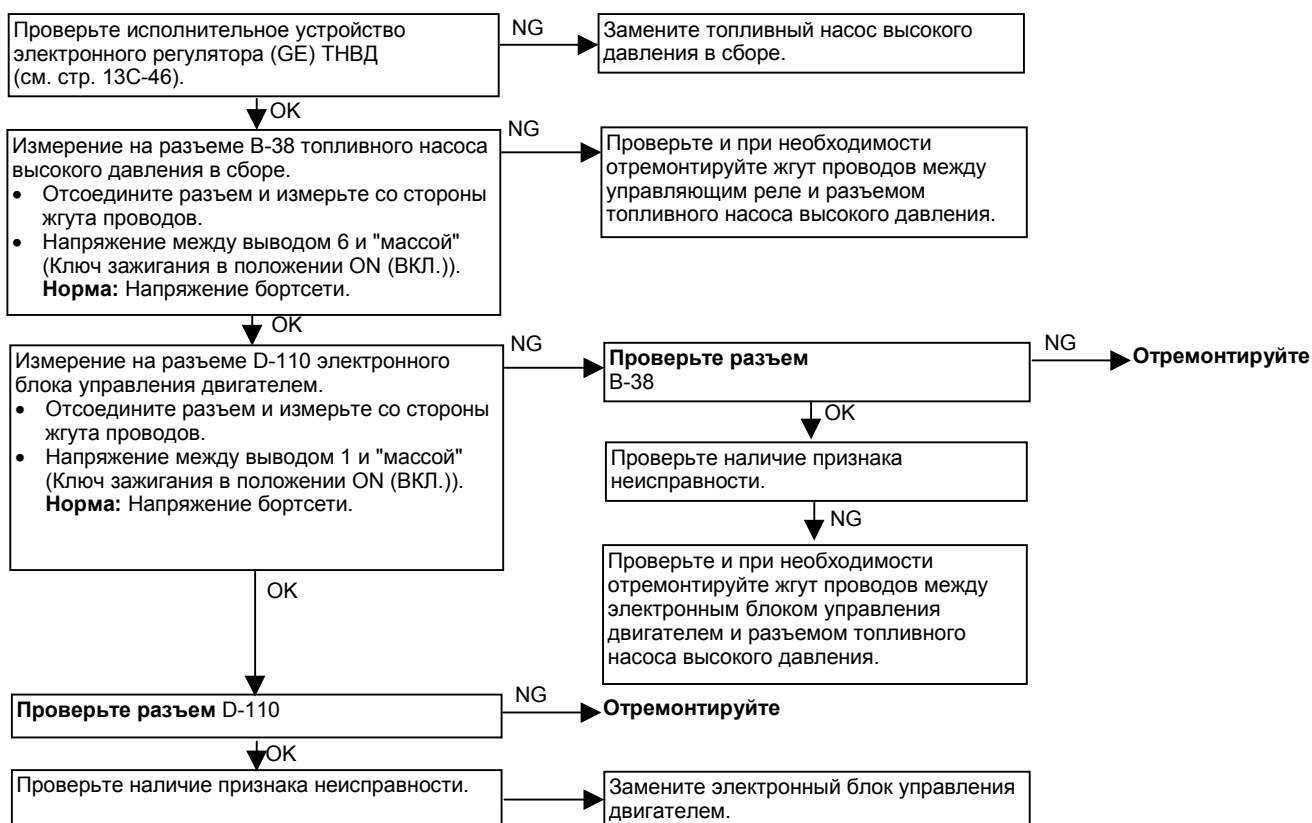 Проверьте исполнительное устройство
электронного регулятора (GE) ТНВД
(см. стр. 13C-46).
NG
Замените топливный насос высокого
давления в сборе.
OK
Измерение на разъеме B-38 топливного насоса
высокого давления в сборе.
• Отсоедините разъем и измерьте со стороны
жгута проводов.
• Напряжение между выводом 6 и "массой"
(Ключ зажигания в положении ON (ВКЛ.)).
Норма: Напряжение бортсети.
NG
Проверьте и при необходимости
отремонтируйте жгут проводов между
управляющим реле и разъемом
топливного насоса высокого давления.
OK
Измерение на разъеме D-110 электронного
блока управления двигателем.
• Отсоедините разъем и измерьте со стороны
жгута проводов.
• Напряжение между выводом 1 и "массой"
(Ключ зажигания в положении ON (ВКЛ.)).
Норма: Напряжение бортсети.
NG
Проверьте разъем
B-38
NG
Отремонтируйте
OK
Проверьте наличие признака
неисправности.
NG
Проверьте и при необходимости
отремонтируйте жгут проводов между
электронным блоком управления
двигателем и разъемом топливного
насоса высокого давления.
OK
Проверьте разъем D-110
NG
Отремонтируйте
OK
Проверьте наличие признака неисправности.
Замените электронный блок управления
двигателем.